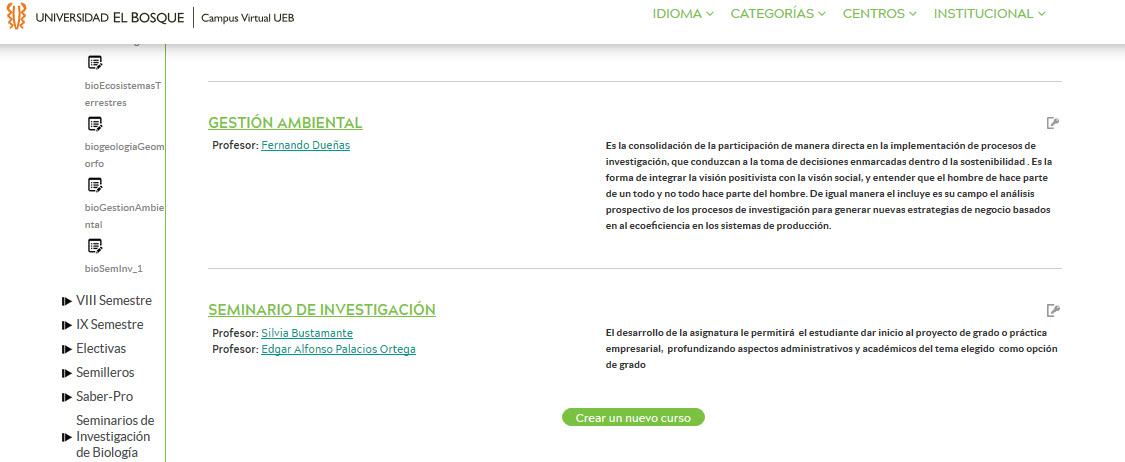 UNIVERSIDAD EL BOSQUE | Campus Virtual UEB
IDIOMA CATEGORÍAS CENTROS INSTITUCIONAL
bioEcosistemasT
errestres
biogeologiaGeom
orfo
bioGestionAmbie
ntal
bioSemInv_1
VIII Semestre
IX Semestre
Electivas
Semilleros
Saber-Pro
Seminarios de
Investigación
de Biología
GESTIÓN AMBIENTAL
Profesor: Fernando Dueñas
Es la consolidación de la participación de manera directa en la implementación de procesos de
investigación, que conduzcan a la toma de decisiones enmarcadas dentro d la sostenibilidad . Es la
forma de integrar la visión positivista con la visón social, y entender que el hombre de hace parte
de un todo y no todo hace parte del hombre. De igual manera el incluye es su campo el análisis
prospectivo de los procesos de investigación para generar nuevas estrategias de negocio basados
en al ecoeficiencia en los sistemas de producción.
SEMINARIO DE INVESTIGACIÓN
Profesor: Silvia Bustamante
Profesor: Edgar Alfonso Palacios Ortega
El desarrollo de la asignatura le permitirá el estudiante dar inicio al proyecto de grado o práctica
empresarial, profundizando aspectos administrativos y académicos del tema elegido como opción
de grado
Crear un nuevo curso